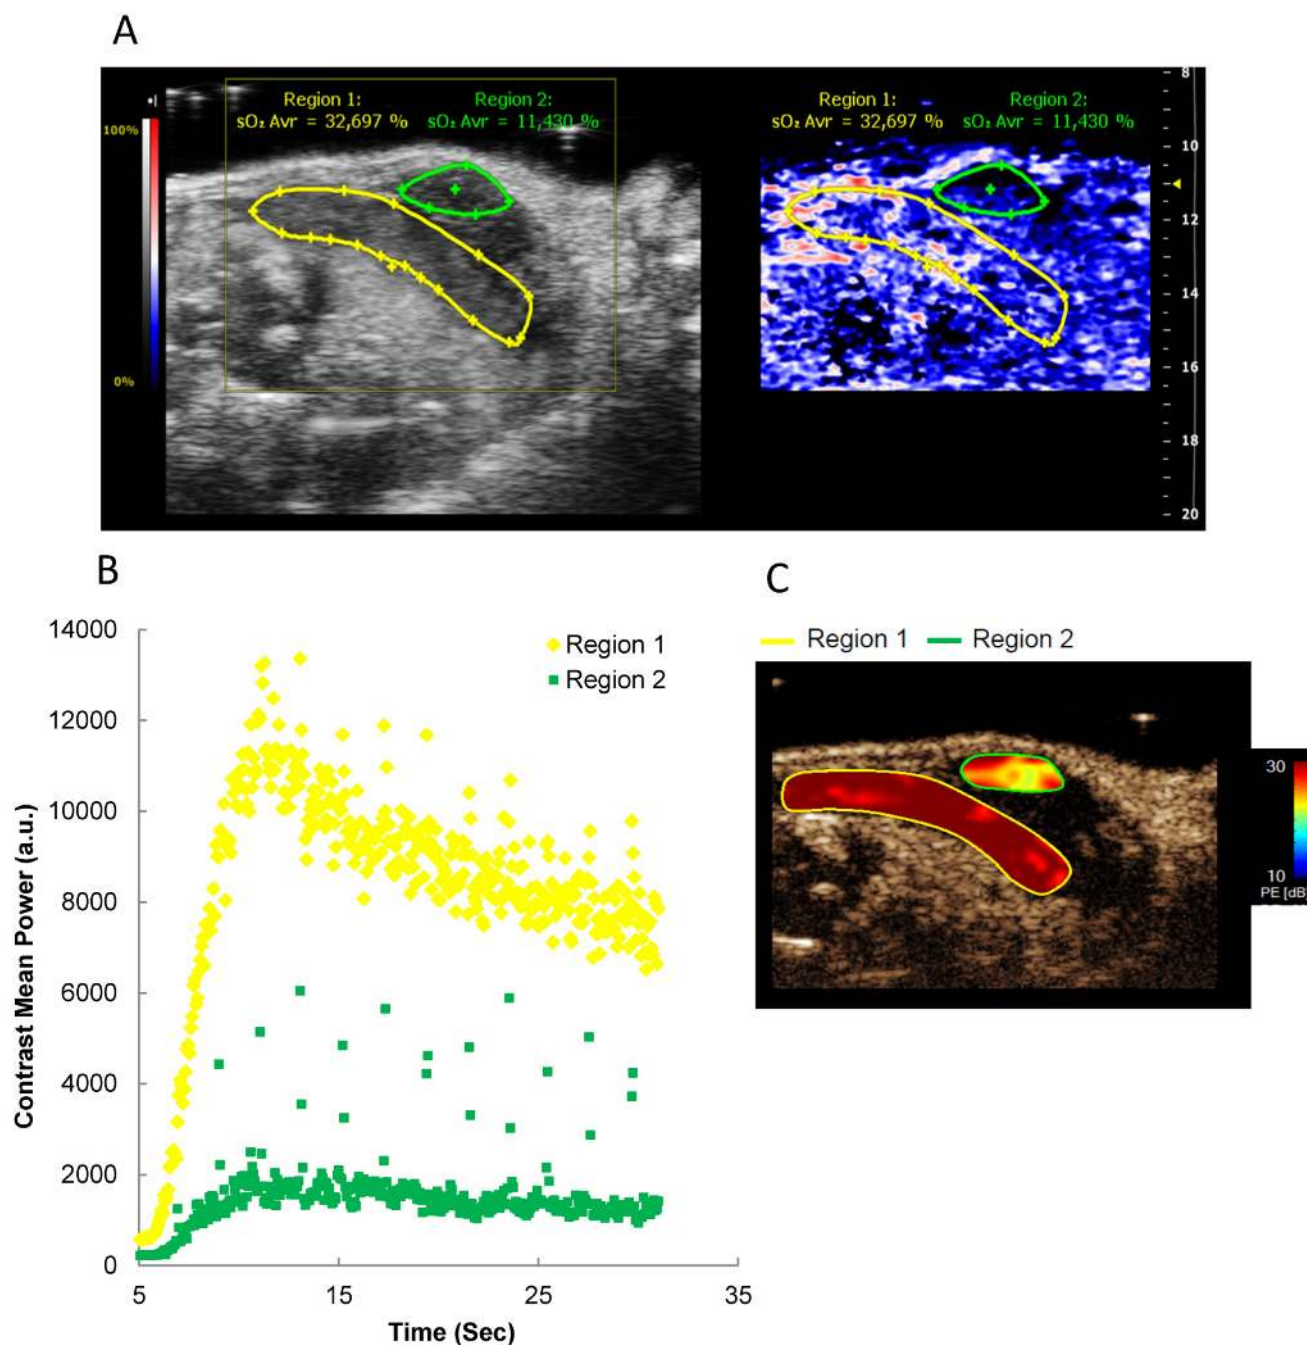 A
Region 1:
sO₂ Avr = 32,697 %
Region 2:
sO₂ Avr = 11,430 %
Region 1:
sO₂ Avr = 32,697 %
Region 2:
sO₂ Avr = 11,430 %
100%
0%
8
10
12
14
16
18
20
B
14000
12000
10000
8000
6000
4000
2000
0
5
15
25
35
Contrast Mean Power (a.u.)
Time (Sec)
Region 1
Region 2
C
Region 1
Region 2
30
10
PE [dB]